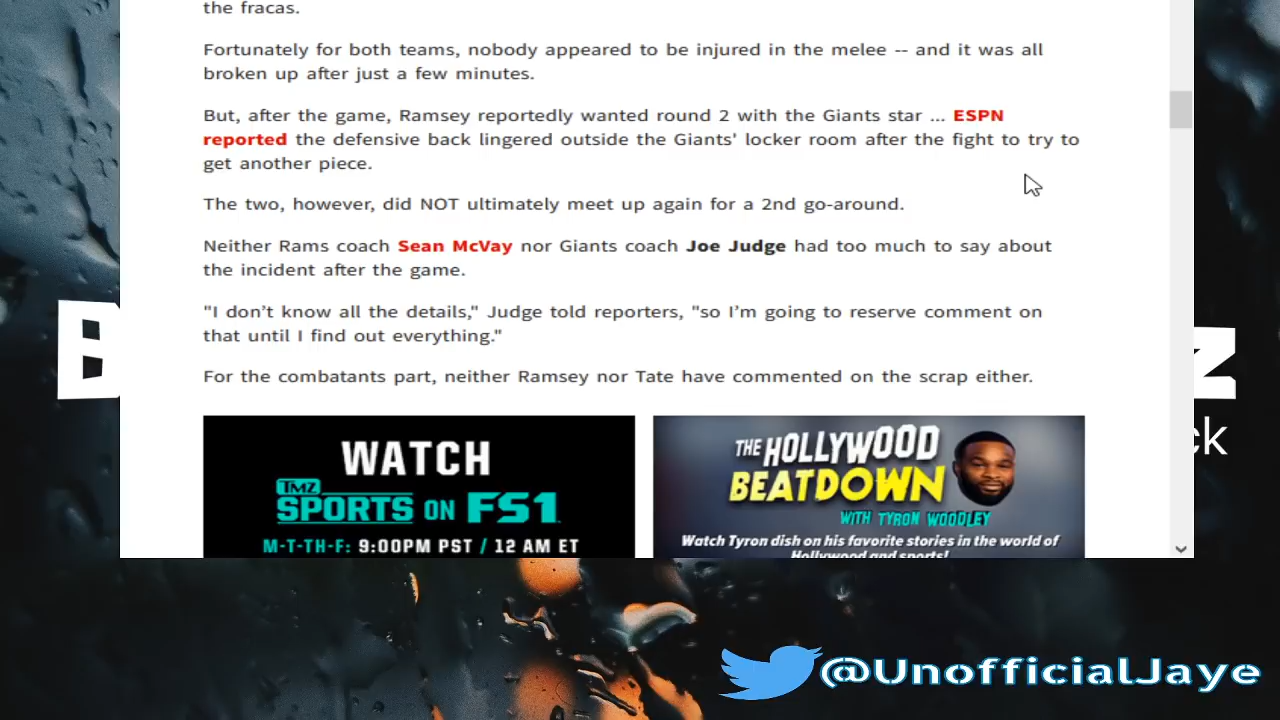 the fracas.
Fortunately for both teams, nobody appeared to be injured in the melee -- and it was all
broken up after just a few minutes.
But, after the game, Ramsey reportedly wanted round 2 with the Giants star ... ESPN
reported the defensive back lingered outside the Giants' locker room after the fight to try to
get another piece.
The two, however, did NOT ultimately meet up again for a 2nd go-around.
Neither Rams coach Sean McVay nor Giants coach Joe Judge had too much to say about
the incident after the game.
"I don’t know all the details," Judge told reporters, "so I’m going to reserve comment on
that until I find out everything."
For the combatants part, neither Ramsey nor Tate have commented on the scrap either.
WATCH
TMZ
SPORTS ON FS1
M-T-TH-F: 9:00PM PST / 12 AM ET
THE HOLLYWOOD
BEATDOWN
WITH TYRON WOODLEY
Watch Tyron dish on his favorite stories in the world of
Hollywood and sports!
@UnofficialJaye